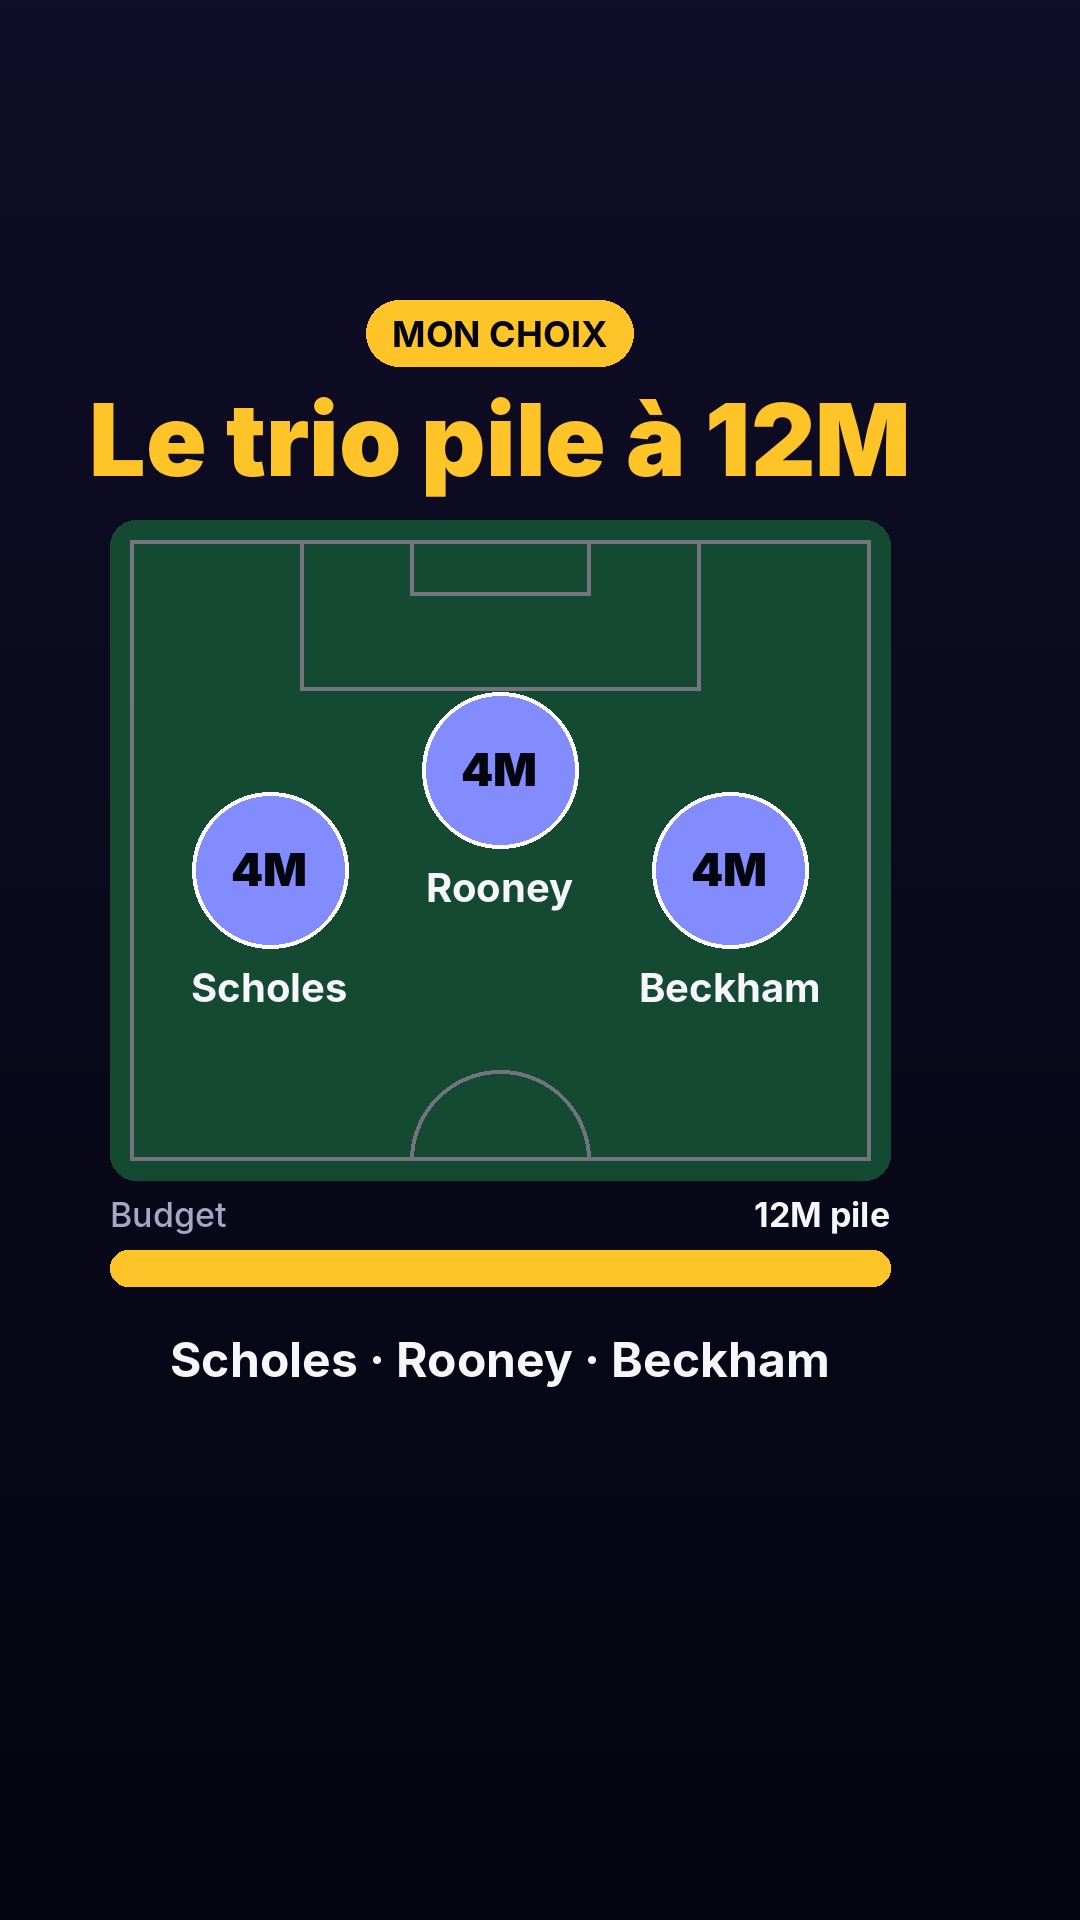 MON CHOIX
Le trio pile à 12M
4M
Rooney
4M
Scholes
4M
Beckham
Budget
12M pile
Scholes · Rooney · Beckham